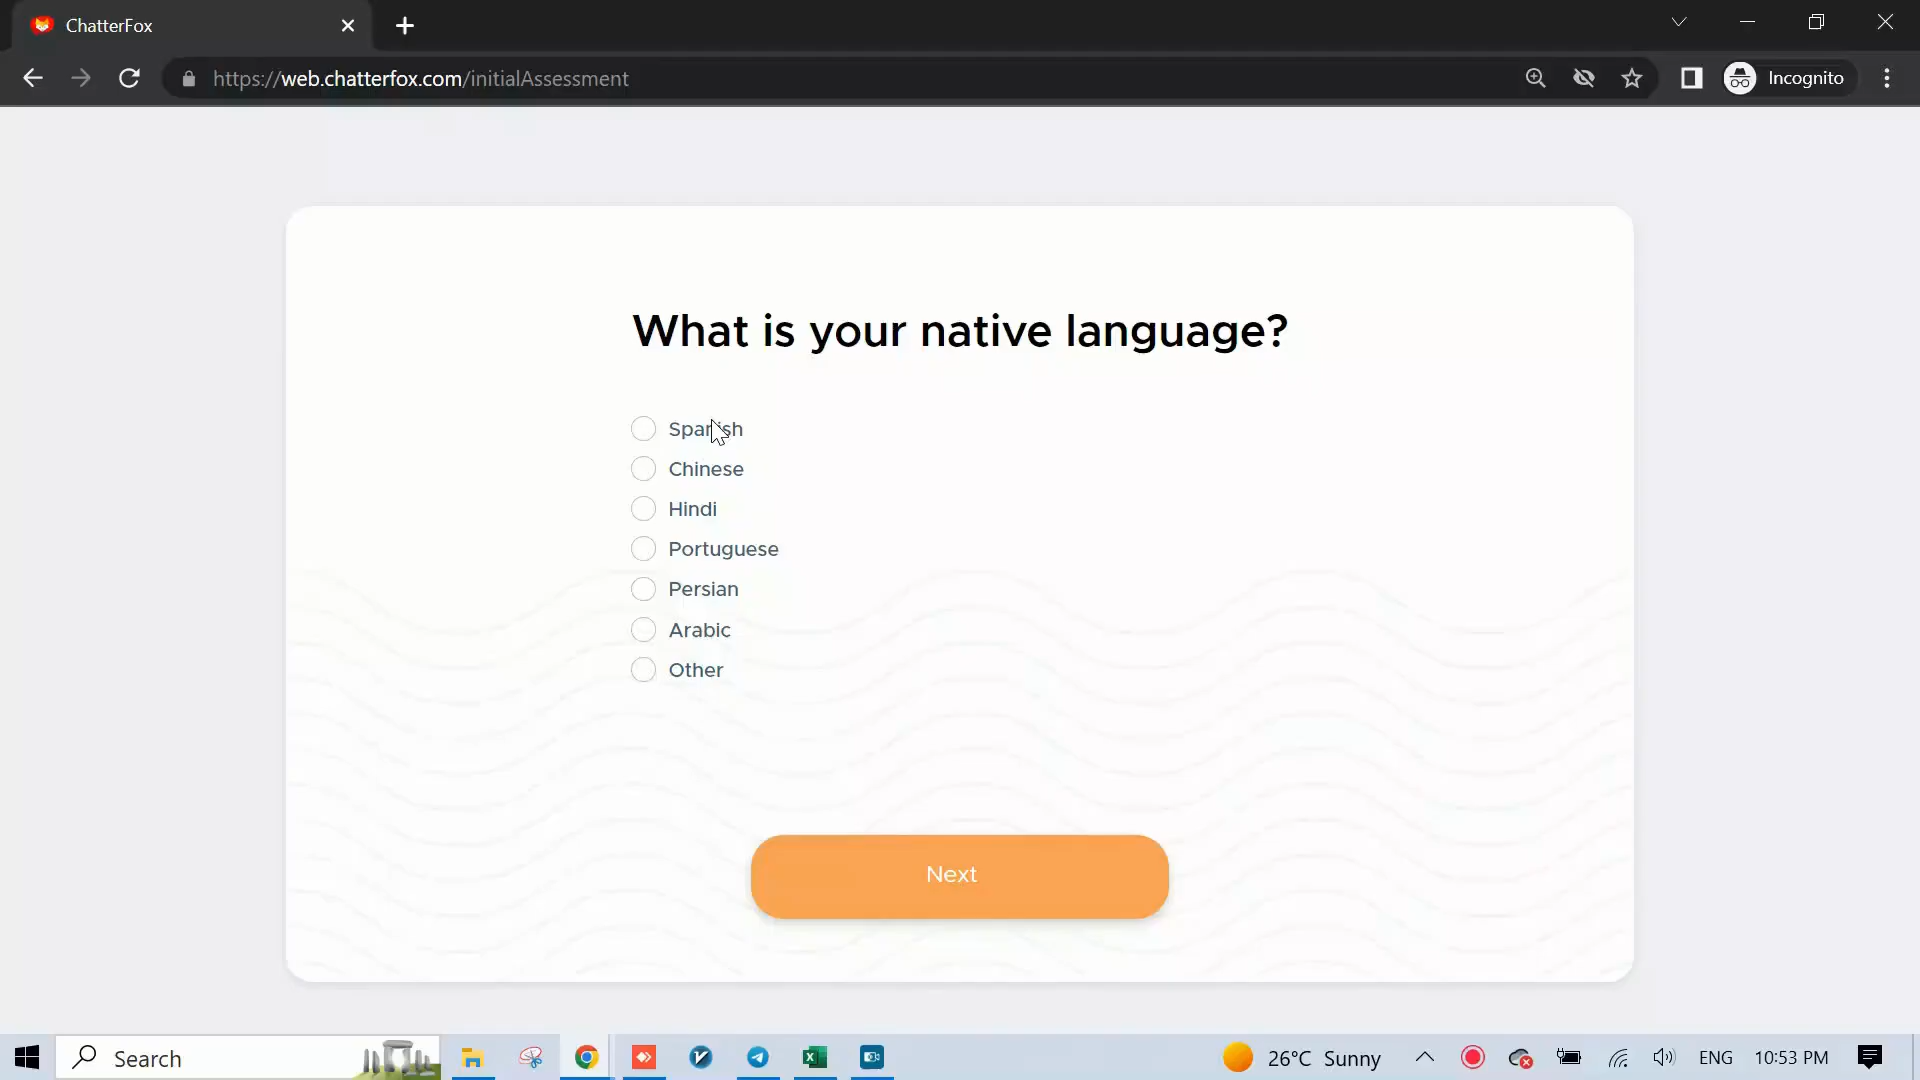 ChatterFox
https://web.chatterfox.com/initialAssessment
Incognito
What is your native language?
Spanish
Chinese
Hindi
Portuguese
Persian
Arabic
Other
Next
Search
26°C Sunny
ENG
10:53 PM